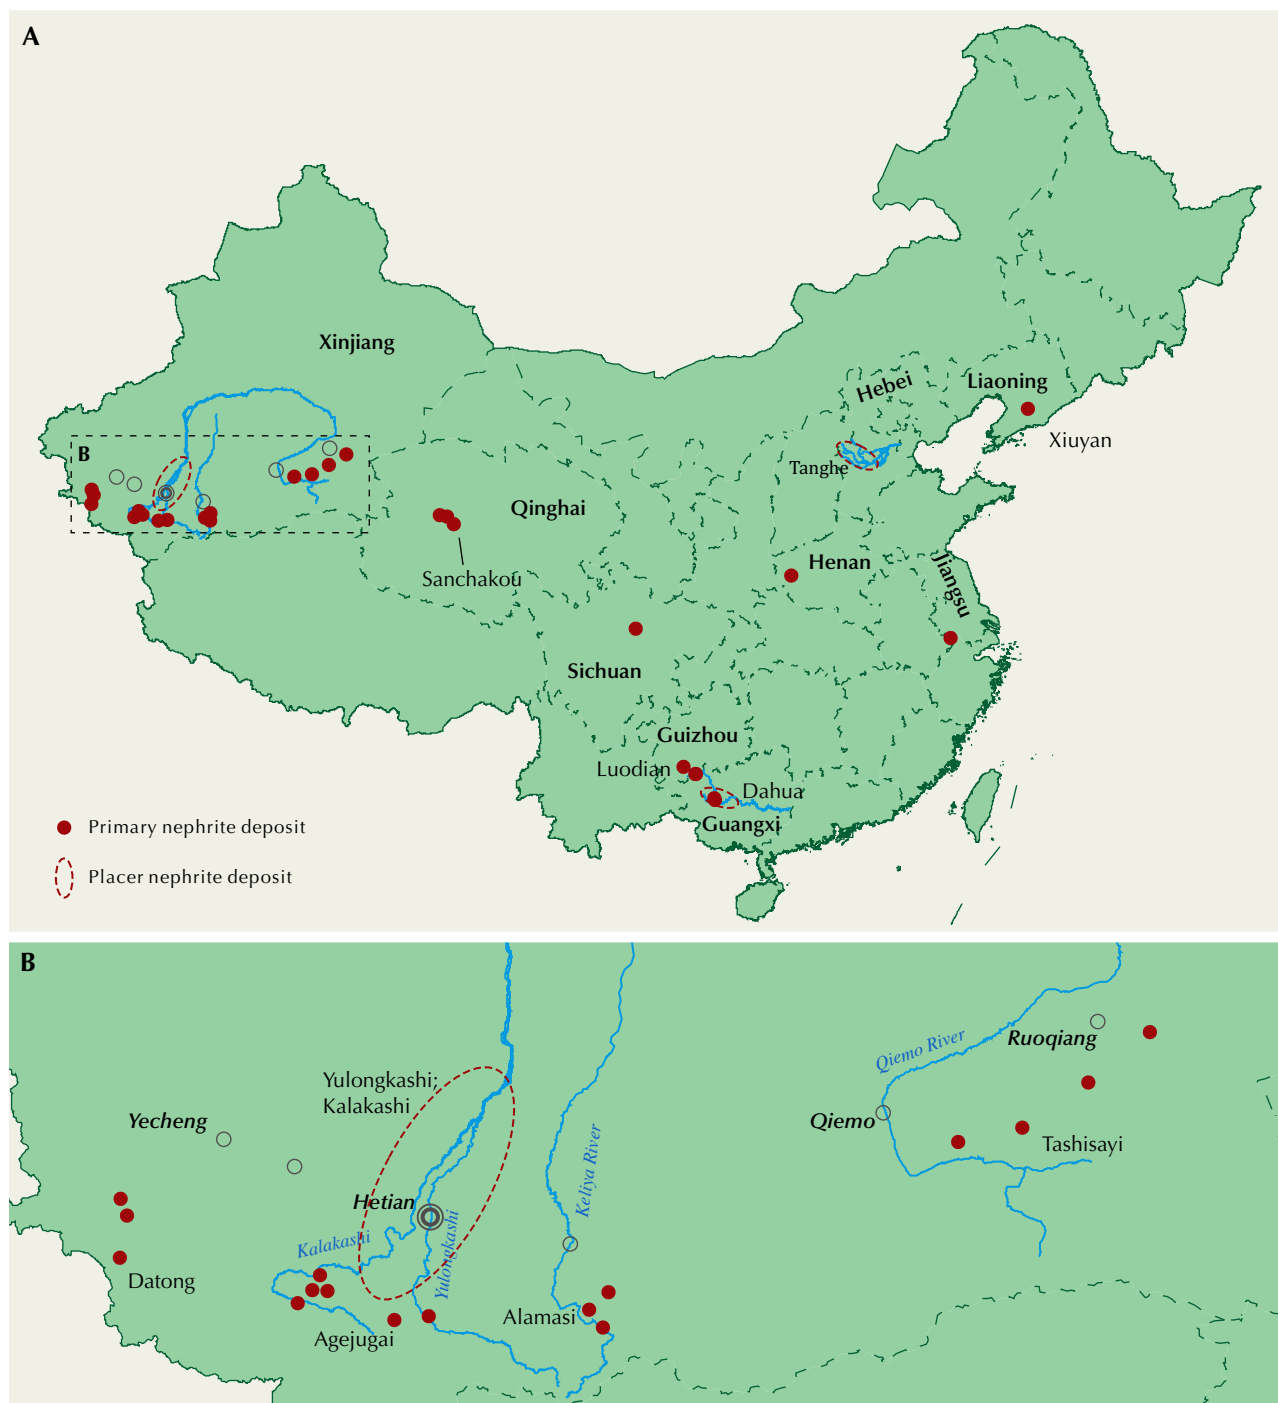 A
Xinjiang
Hebei
Liaoning
Xiuyan
B
Tanghe
Qinghai
Henan
Jiangsu
Sanchakou
Sichuan
Guizhou
Luodian
Dahua
Guangxi
Primary nephrite deposit
Placer nephrite deposit
B
Qiemo River
Ruoqiang
Yulongkashi;
Kalakashi
Yecheng
Qiemo
Tashisayi
Keliya River
Hetian
Kalakashi
Yulongkashi
Datong
Alamasi
Agejugai